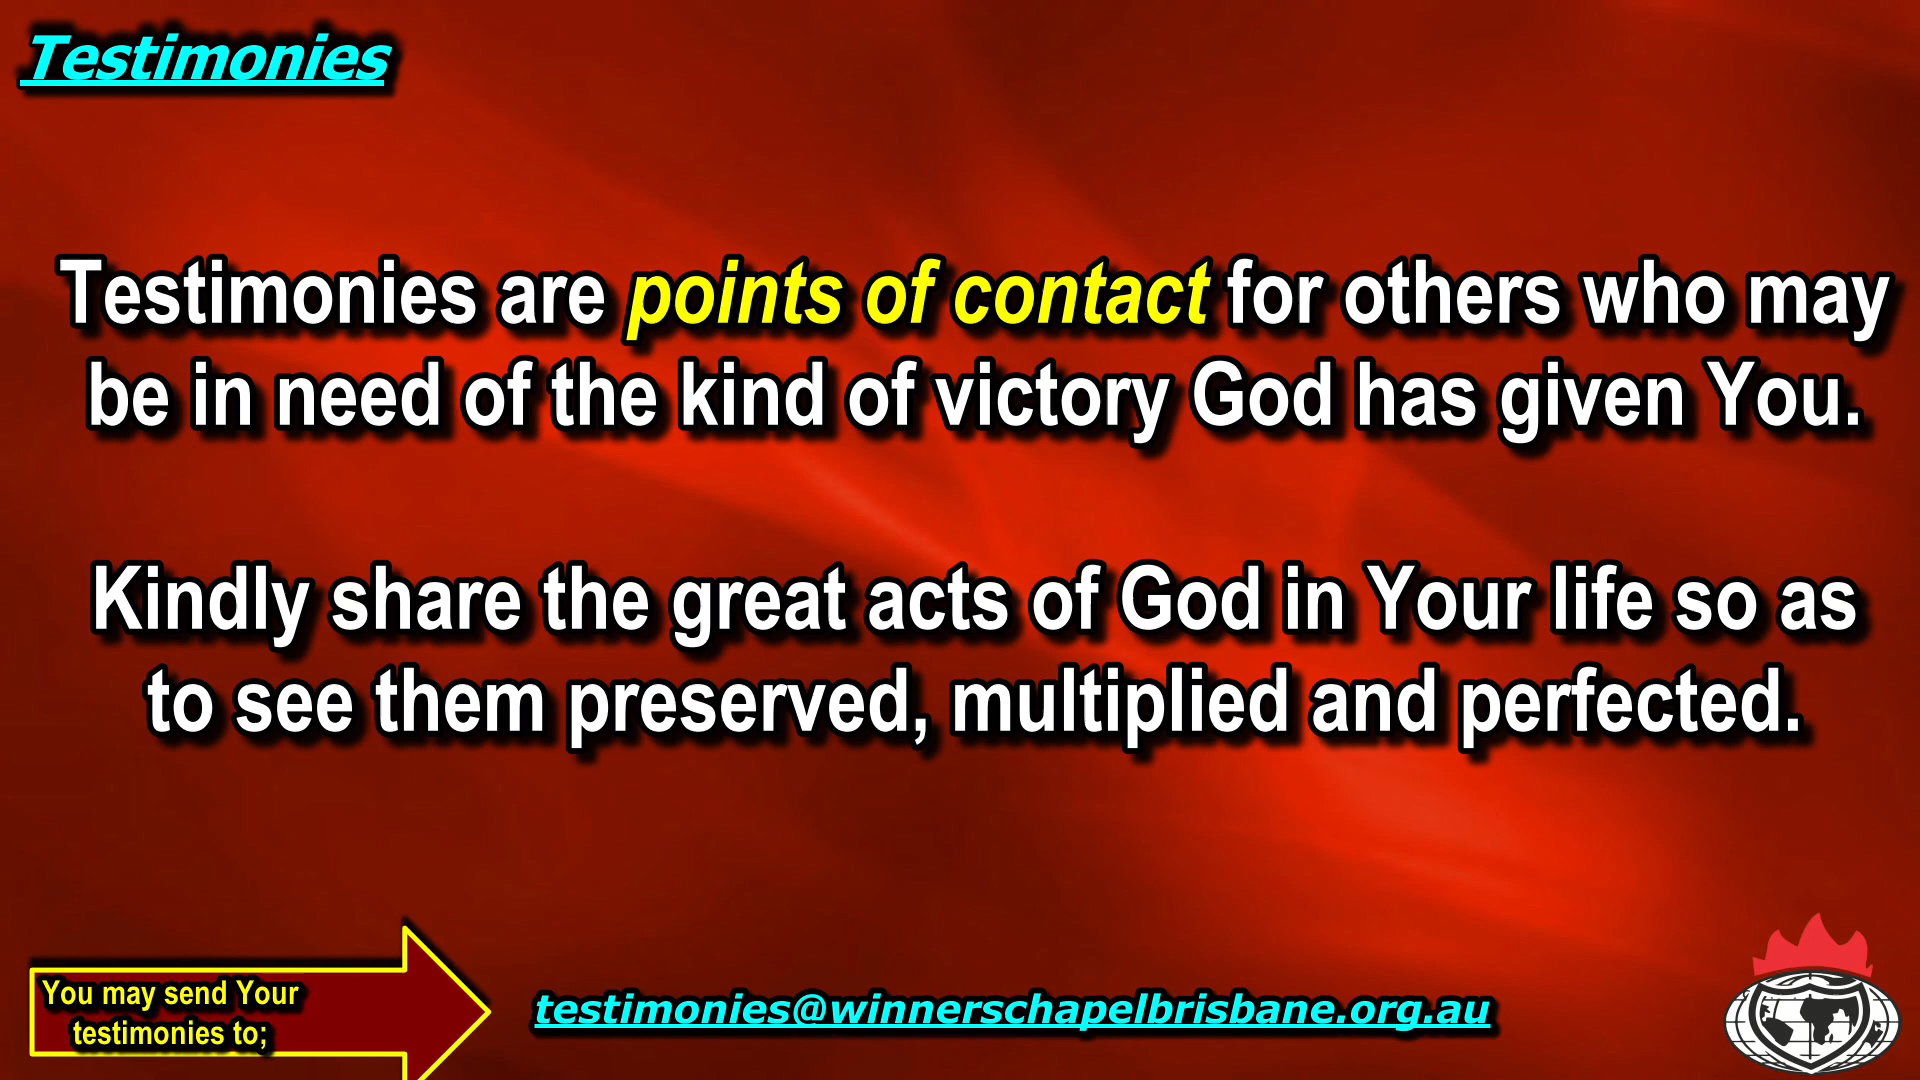 Testimonies
Testimonies are points of contact for others who may
be in need of the kind of victory God has given You.
Kindly share the great acts of God in Your life so as
to see them preserved, multiplied and perfected.
You may send Your
testimonies to;
testimonies@winnerschapelbrisbane.org.au